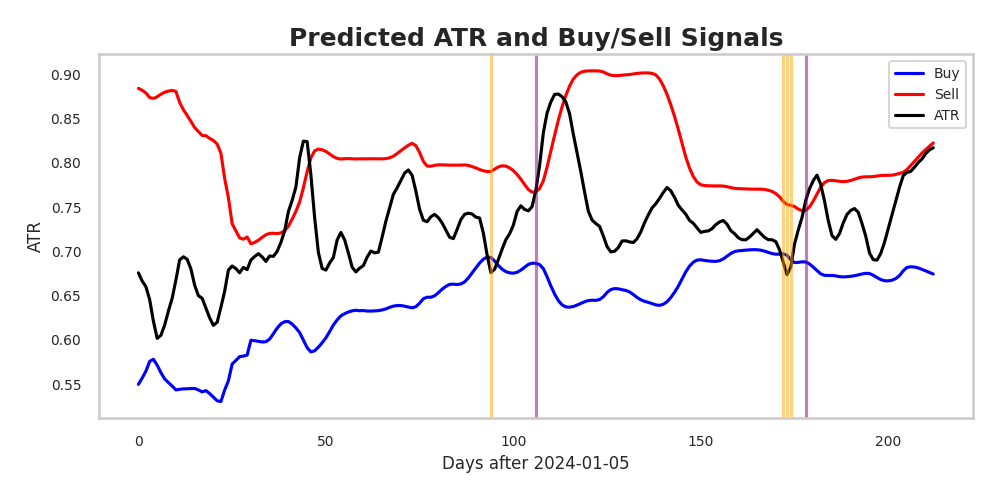 Predicted ATR and Buy/Sell Signals
Buy
Sell
ATR
ATR
0.90
0.85
0.80
0.75
0.70
0.65
0.60
0.55
0 50 100 150 200
Days after 2024-01-05